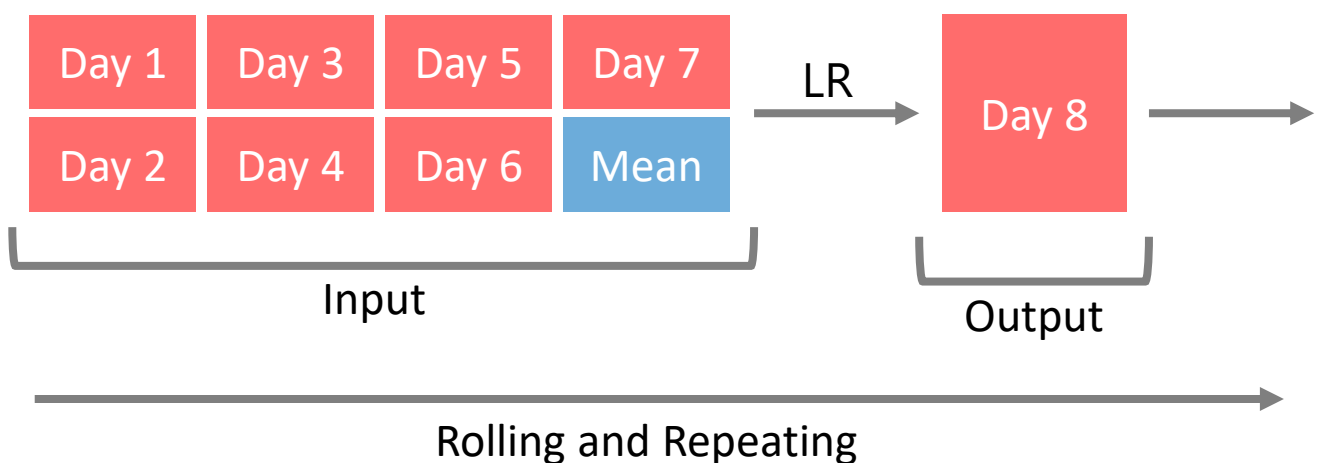 Day 1 Day 3 Day 5 Day 7
LR
Day 8
Day 2 Day 4 Day 6 Mean
Input
Output
Rolling and Repeating